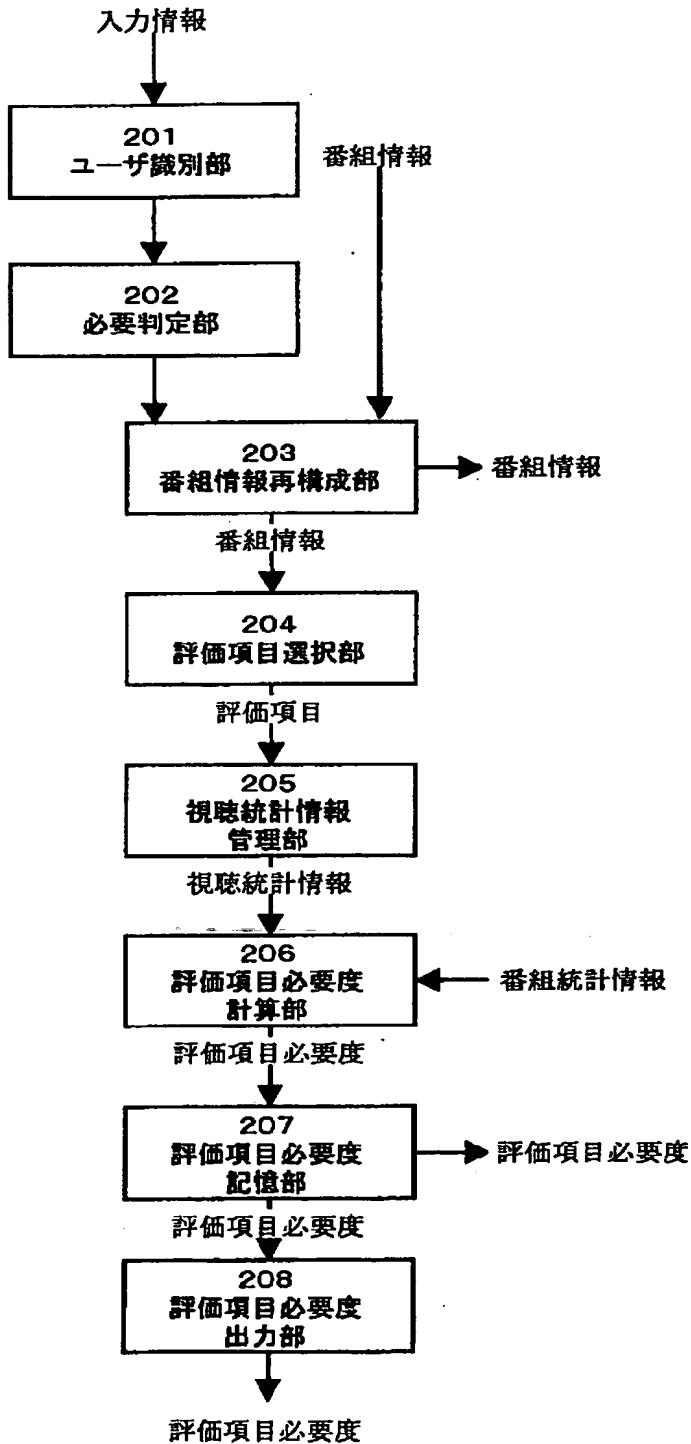 入力情報
201
ユーザ識別部
番組情報
202
必要判定部
203
番組情報再構成部
番組情報
番組情報
204
評価項目選択部
評価項目
205
視聴統計情報
管理部
視聴統計情報
206
評価項目必要度
計算部
番組統計情報
評価項目必要度
207
評価項目必要度
記憶部
評価項目必要度
評価項目必要度
208
評価項目必要度
出力部
評価項目必要度